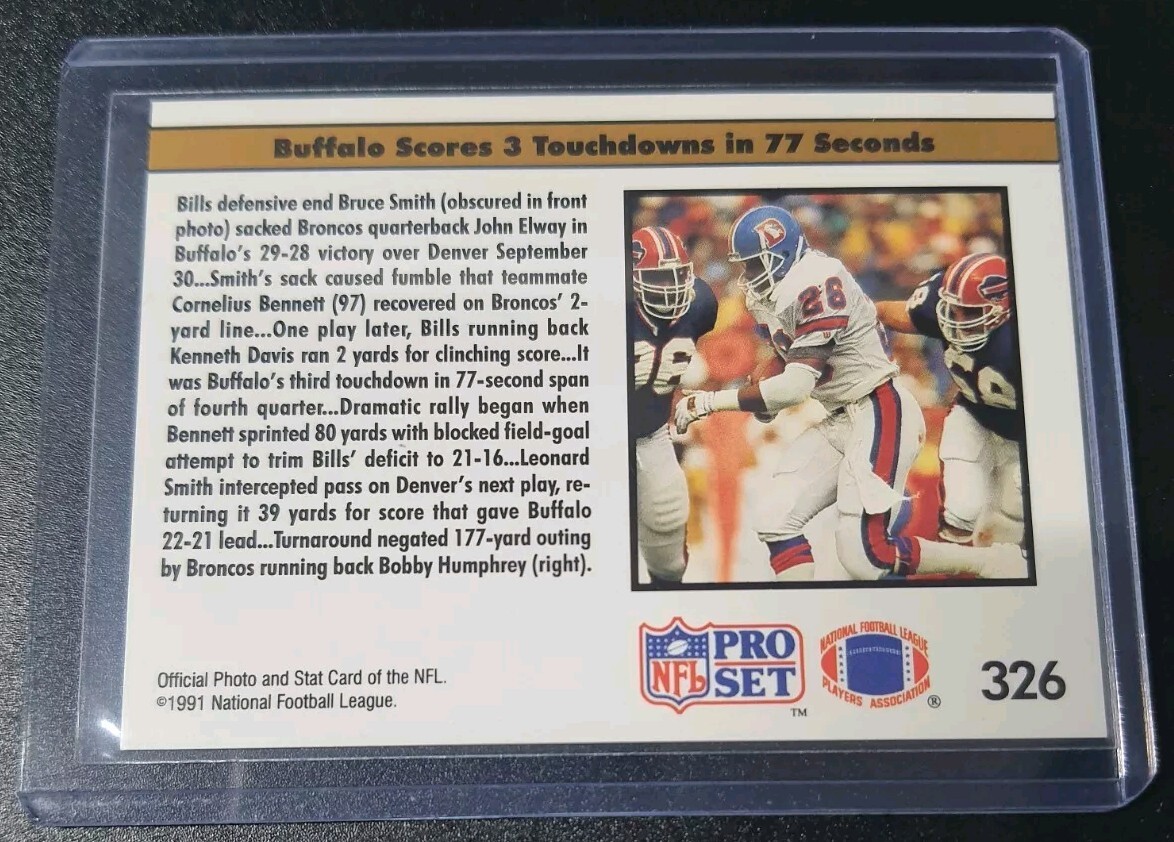 Buffalo Scores 3 Touchdowns in 77 Seconds
Bills defensive end Bruce Smith (obscured in front
photo) sacked Broncos quarterback John Elway in
Buffalo's 29-28 victory over Denver September
30...Smith's sack caused fumble that teammate
Cornelius Bennett (97) recovered on Broncos' 2-
yard line...One play later, Bills running back
Kenneth Davis ran 2 yards for clinching score...It
was Buffalo's third touchdown in 77-second span
of fourth quarter...Dramatic rally began when
Bennett sprinted 80 yards with blocked field-goal
attempt to trim Bills' deficit to 21-16...Leonard
Smith intercepted pass on Denver's next play, re-
turning it 39 yards for score that gave Buffalo
22-21 lead...Turnaround negated 177-yard outing
by Broncos running back Bobby Humphrey (right).
26
Official Photo and Stat Card of the NFL.
©1991 National Football League.
NFL PRO SET ™
NATIONAL FOOTBALL LEAGUE
PLAYERS ASSOCIATION ®
326